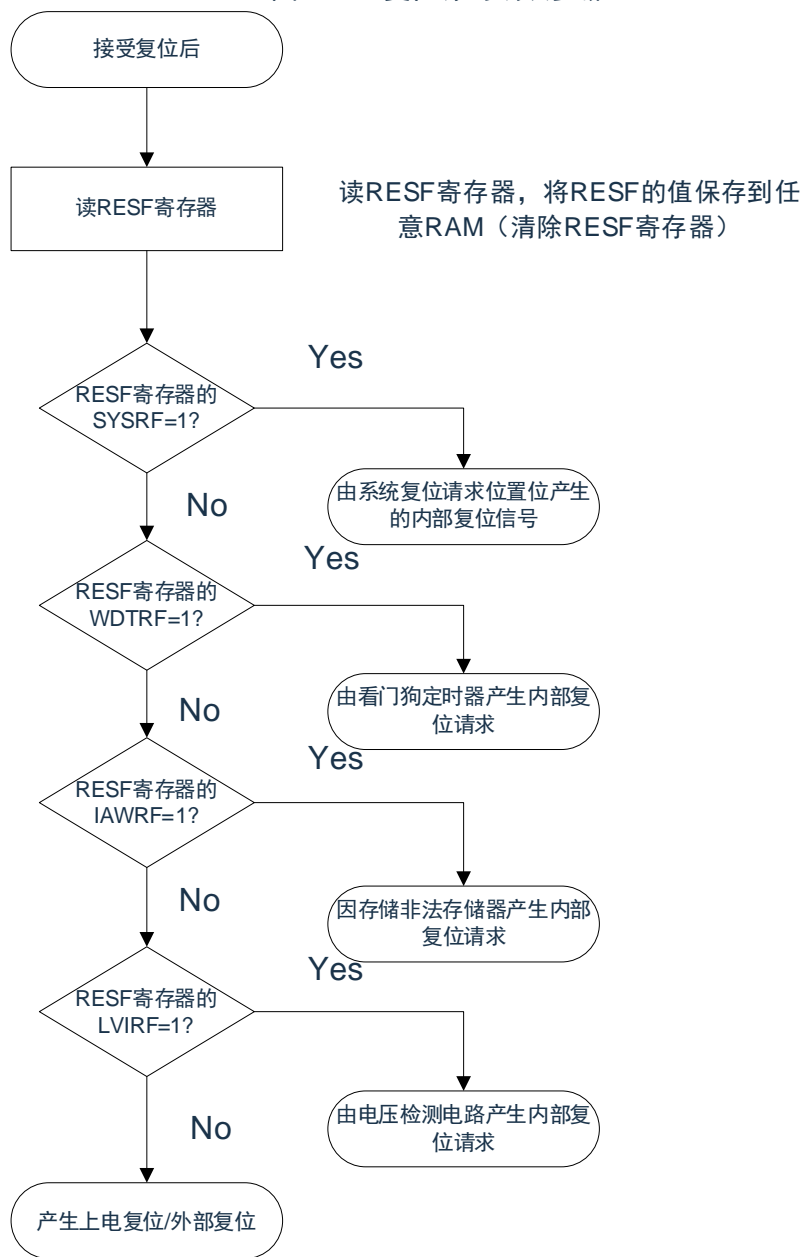 接受复位后
读RESF寄存器
读RESF寄存器，将RESF的值保存到任
意RAM（清除RESF寄存器）
RESF寄存器的
SYSRF=1?
Yes
由系统复位请求位置位产生
的内部复位信号
No
RESF寄存器的
WDTRF=1?
Yes
由看门狗定时器产生内部复
位请求
No
RESF寄存器的
IAWRF=1?
Yes
因存储非法存储器产生内部
复位请求
No
RESF寄存器的
LVIRF=1?
Yes
由电压检测电路产生内部复
位请求
No
产生上电复位/外部复位